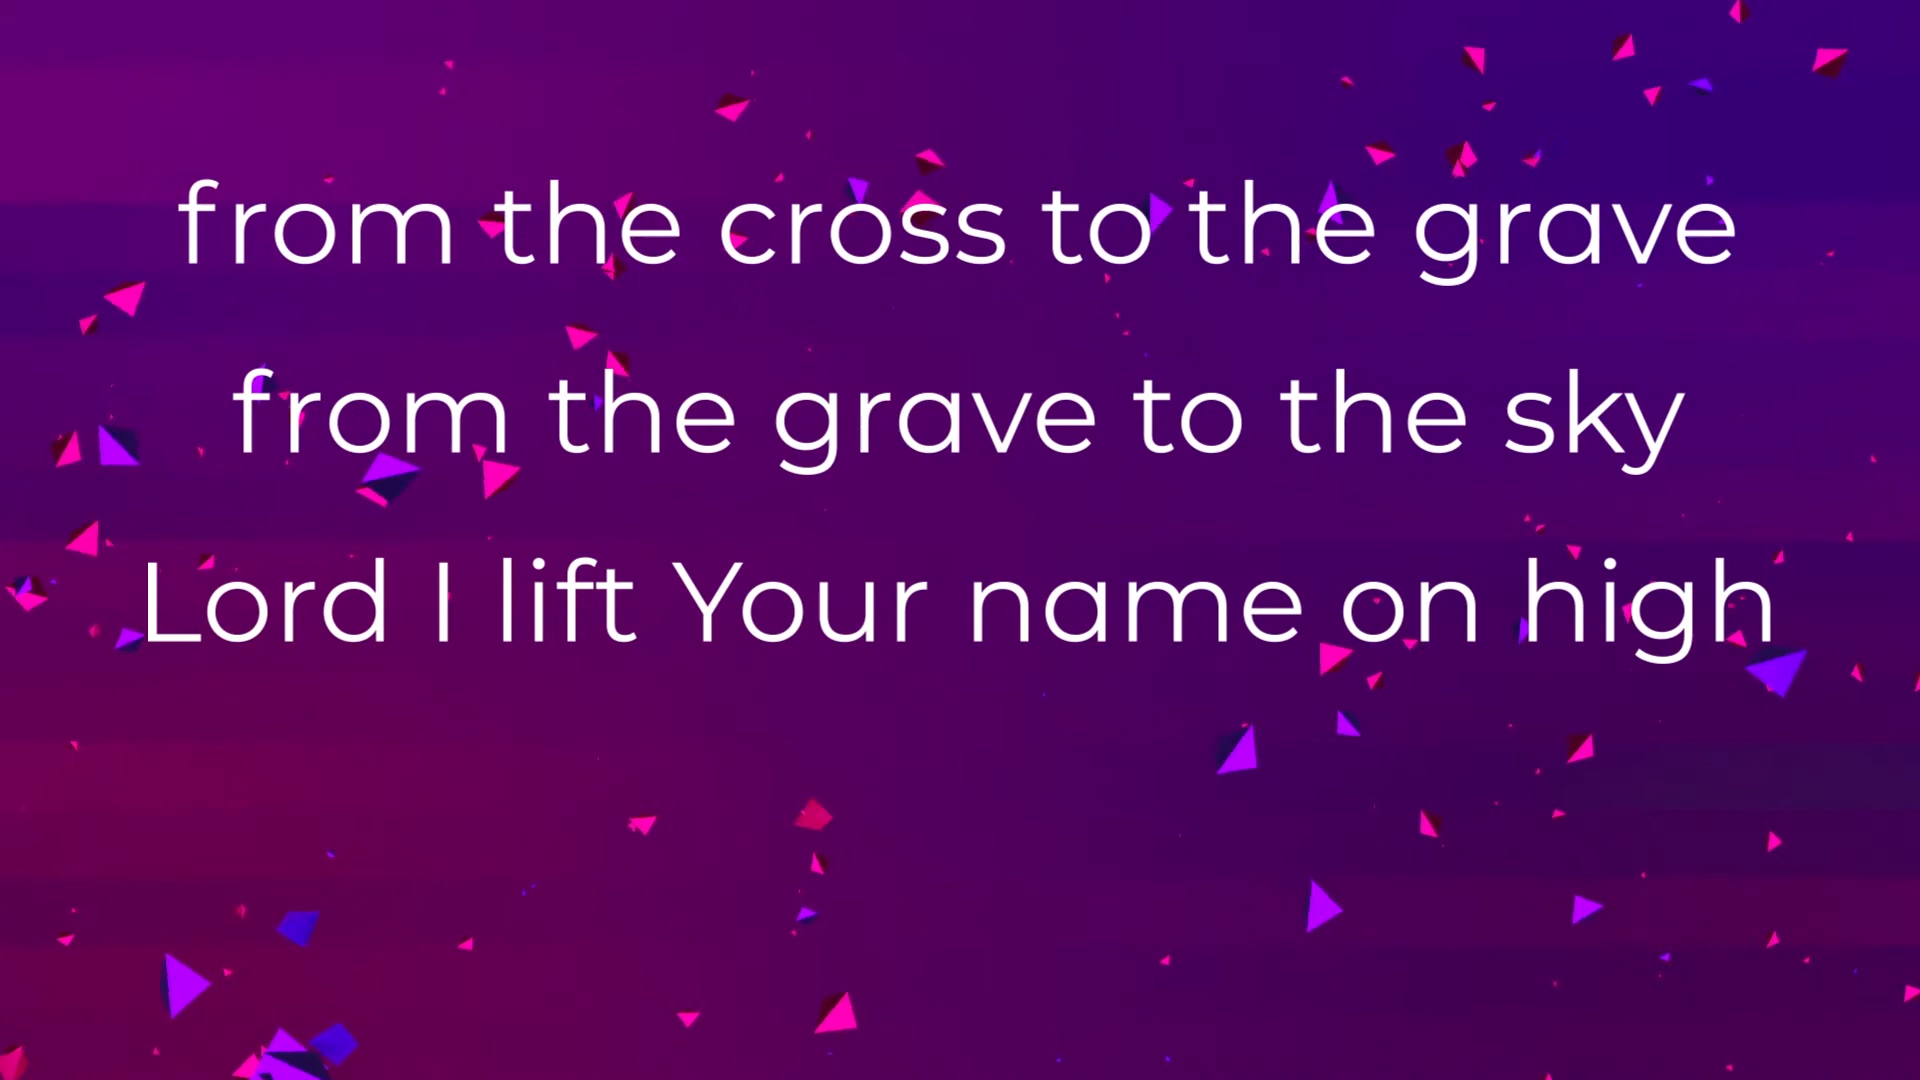 from the cross to the grave
from the grave to the sky
Lord I lift Your name on high